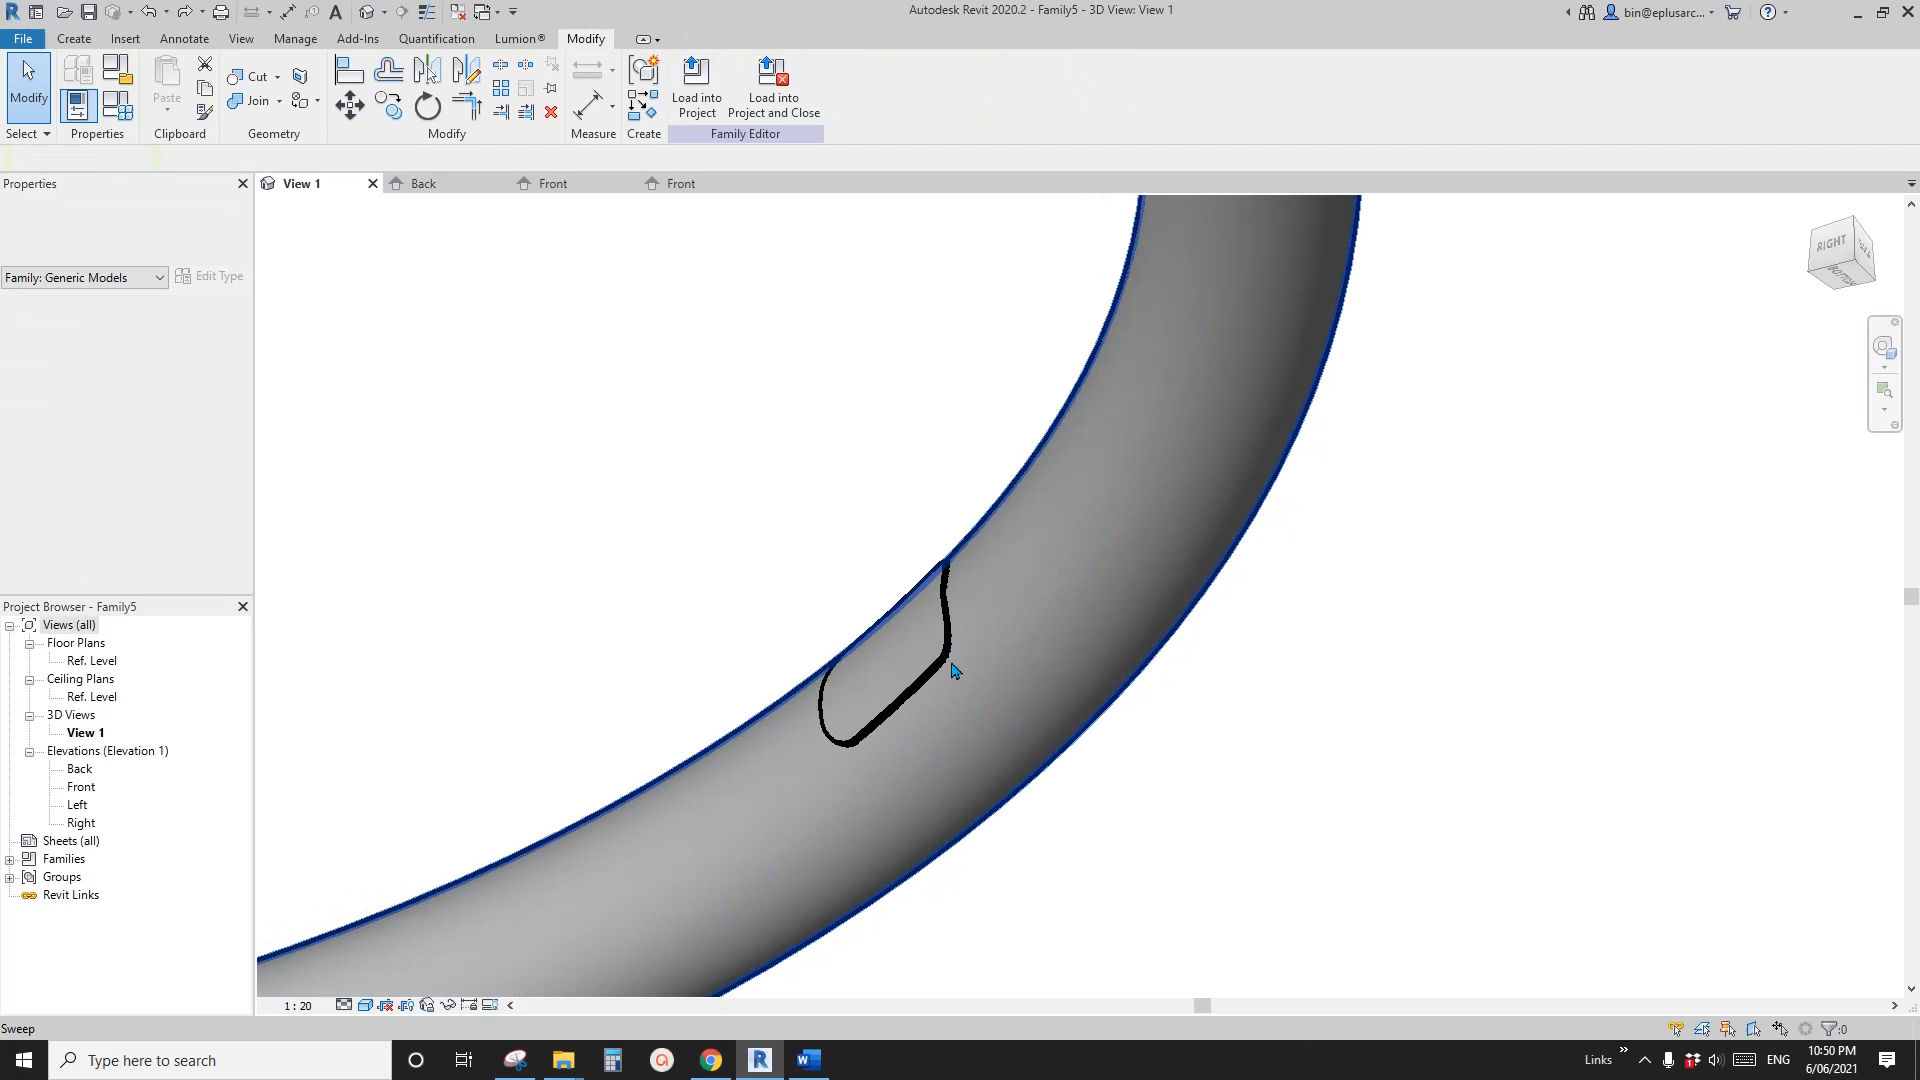 Autodesk Revit 2020.2 - Family5 - 3D View: View 1
bin@eplusarc...
File Create Insert Annotate View Manage Add-Ins Quantification Lumion® Modify
Modify
Paste
Cut
Join
Load into Project
Load into Project and Close
Select Properties Clipboard Geometry Modify Measure Create Family Editor
Properties
View 1 Back Front Front
Family: Generic Models
Edit Type
RIGHT
BOTTOM
Project Browser - Family5
Views (all)
Floor Plans
Ref. Level
Ceiling Plans
Ref. Level
3D Views
View 1
Elevations (Elevation 1)
Back
Front
Left
Right
Sheets (all)
Families
Groups
Revit Links
1 : 20
Sweep
:0
Type here to search
Links
ENG
10:50 PM
6/06/2021